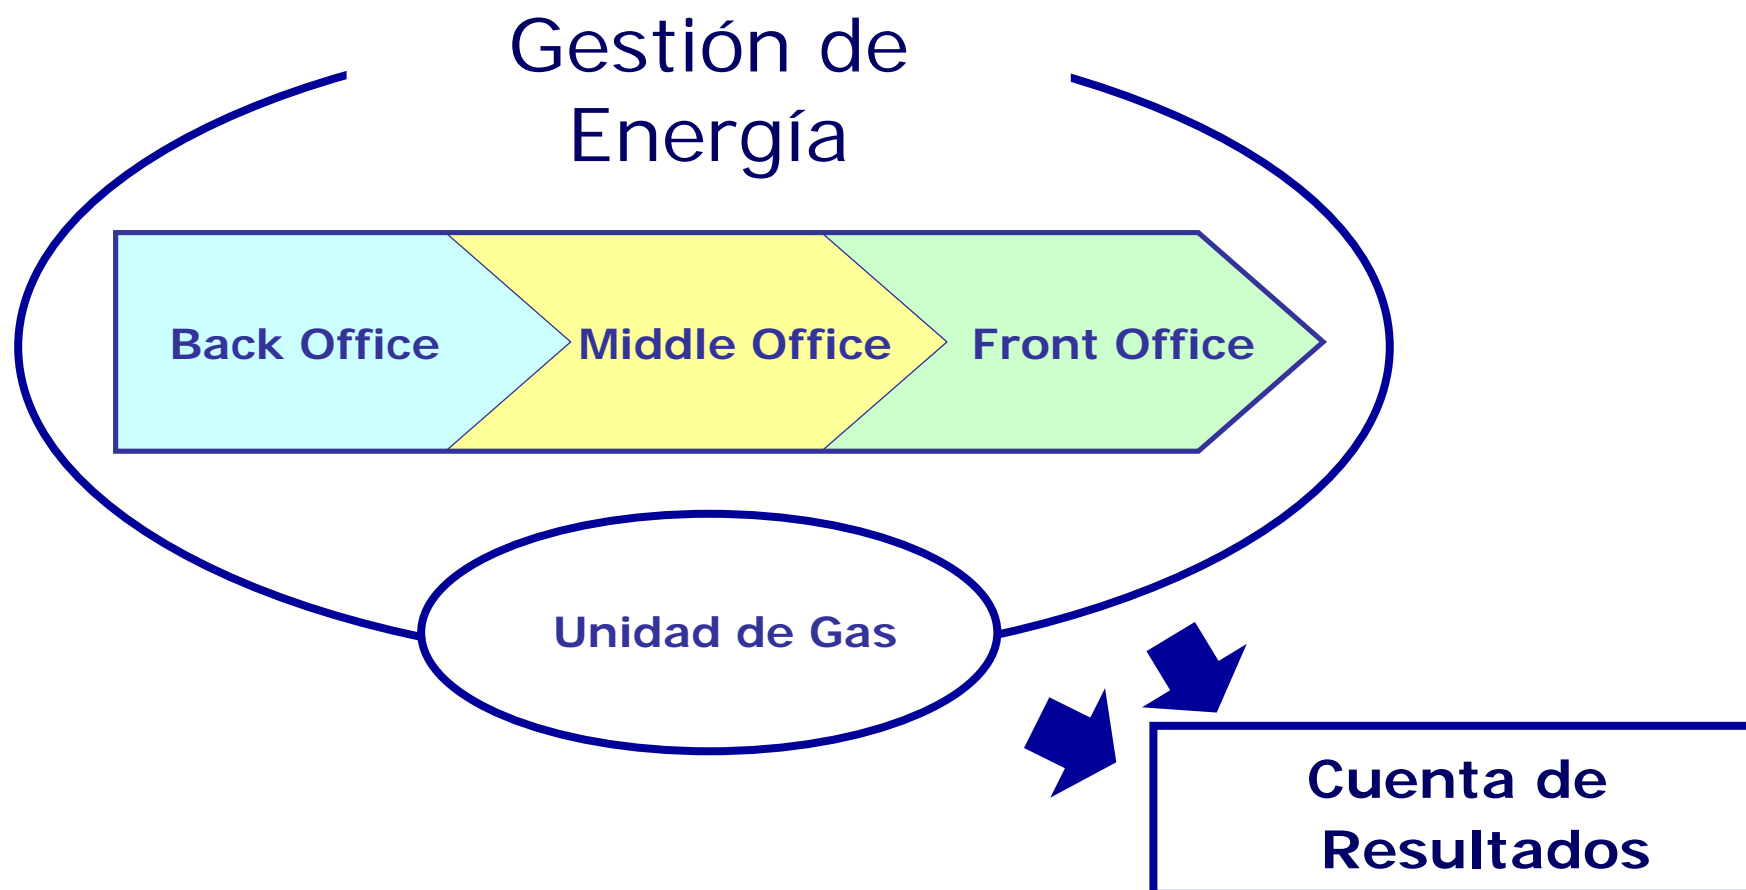 Gestión de
Energía
Back Office
Middle Office
Front Office
Unidad de Gas
Cuenta de
Resultados